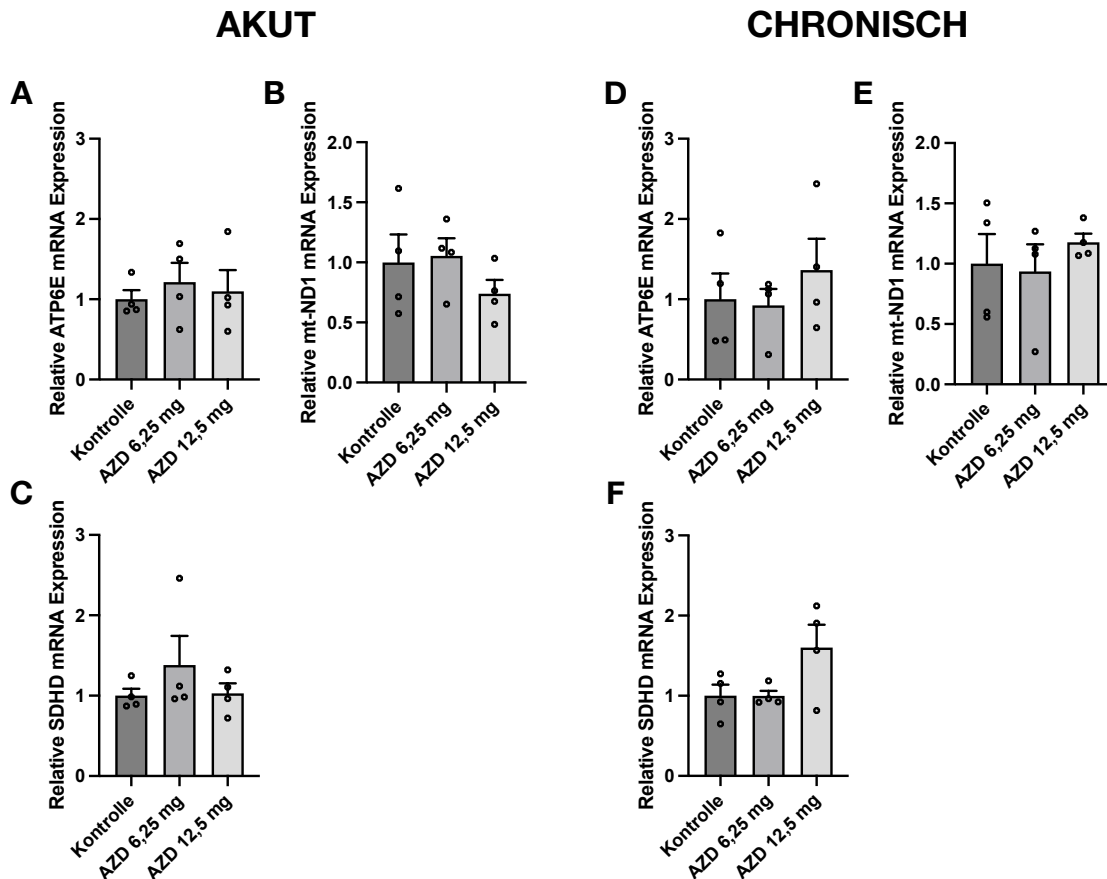 AKUT
CHRONISCH
A
Relative ATP6E mRNA Expression
3
2
1
0
Kontrolle
AZD 6,25 mg
AZD 12,5 mg
B
Relative mt-ND1 mRNA Expression
2.0
1.5
1.0
0.5
0.0
Kontrolle
AZD 6,25 mg
AZD 12,5 mg
D
Relative ATP6E mRNA Expression
3
2
1
0
Kontrolle
AZD 6,25 mg
AZD 12,5 mg
E
Relative mt-ND1 mRNA Expression
2.0
1.5
1.0
0.5
0.0
Kontrolle
AZD 6,25 mg
AZD 12,5 mg
C
Relative SDHD mRNA Expression
3
2
1
0
Kontrolle
AZD 6,25 mg
AZD 12,5 mg
F
Relative SDHD mRNA Expression
3
2
1
0
Kontrolle
AZD 6,25 mg
AZD 12,5 mg